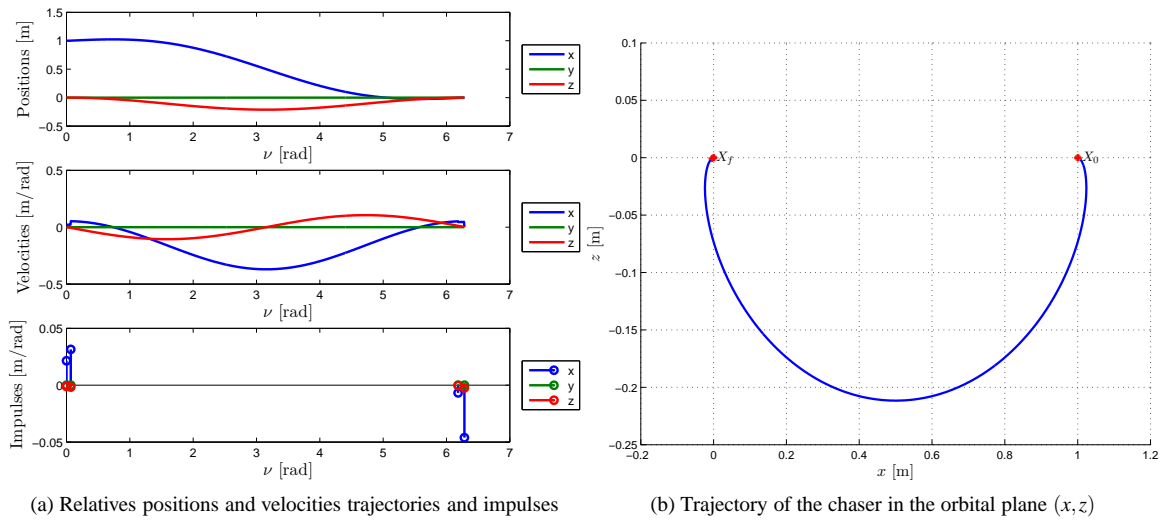 1.5
1
0.5
0
−0.5
Positions [m]
0 1 2 3 4 5 6 7
ν [rad]
x
y
z
0.5
0
−0.5
Velocities [m/rad]
0 1 2 3 4 5 6 7
ν [rad]
x
y
z
0.05
0
−0.05
Impulses [m/rad]
0 1 2 3 4 5 6 7
ν [rad]
x
y
z
(a) Relatives positions and velocities trajectories and impulses
0.1
0.05
0
−0.05
−0.1
−0.15
−0.2
−0.25
z [m]
X_f
X_0
−0.2 0 0.2 0.4 0.6 0.8 1 1.2
x [m]
(b) Trajectory of the chaser in the orbital plane (x,z)